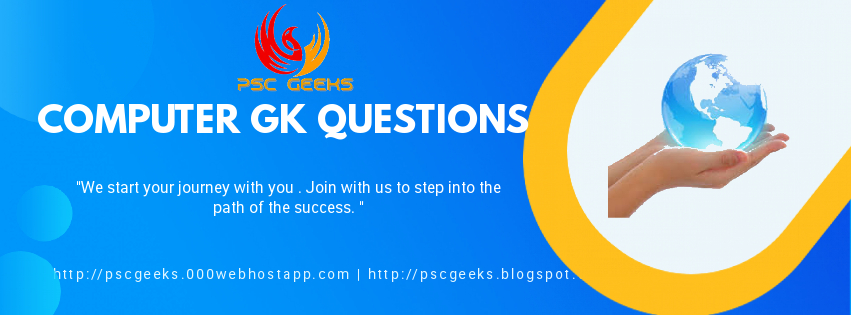 PSC GEEKS
COMPUTER GK QUESTIONS
"We start your journey with you . Join with us to step into the
path of the success. "
http://pscgeeks.000webhostapp.com | http://pscgeeks.blogspot.